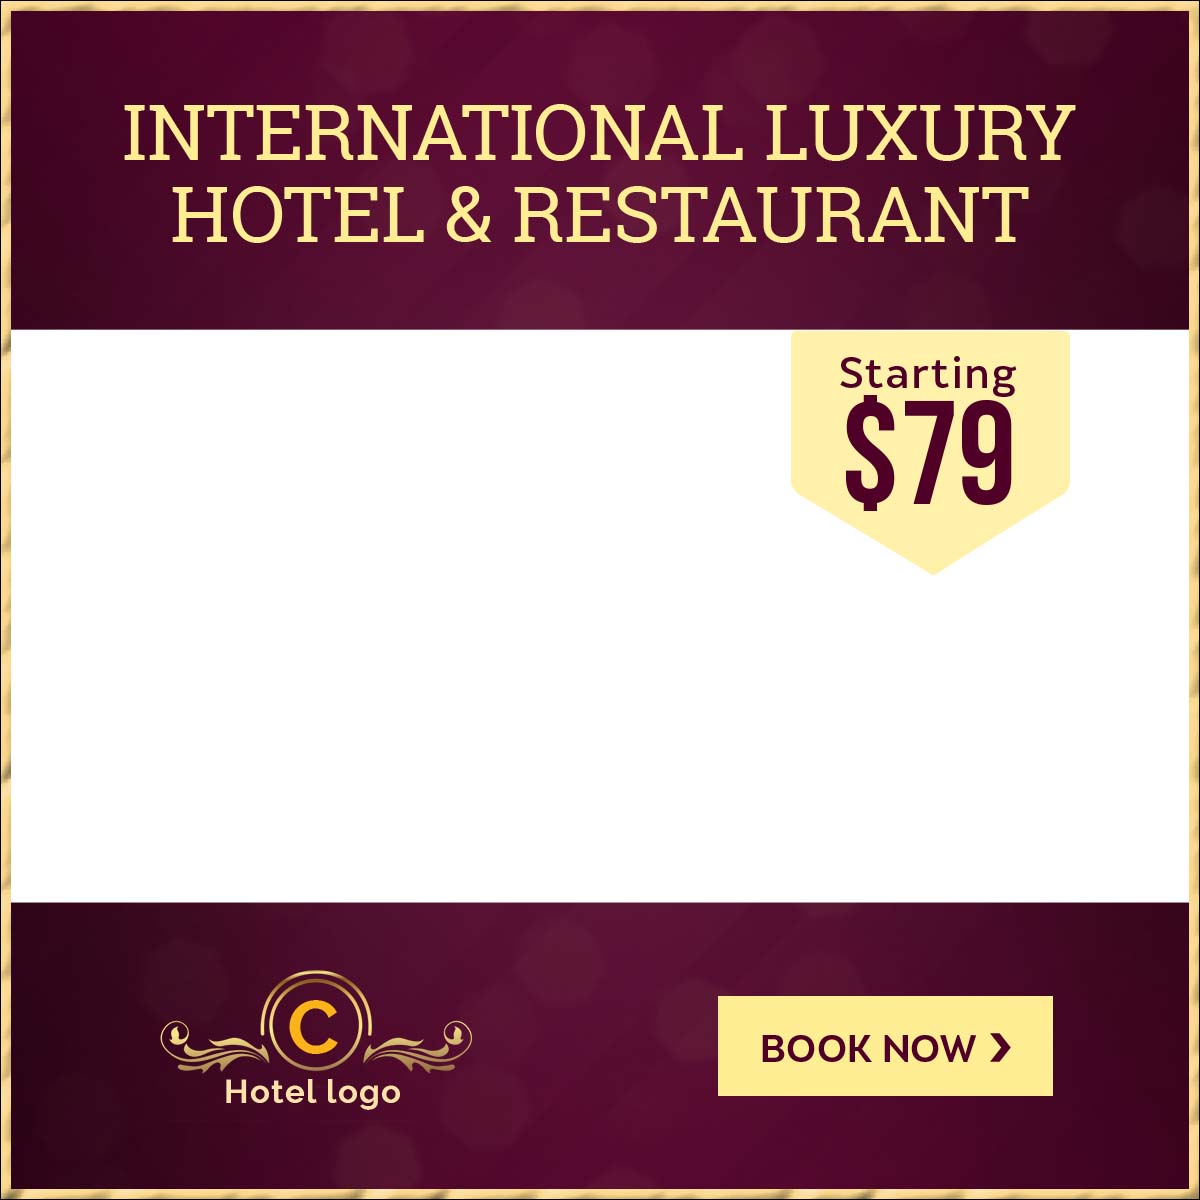 INTERNATIONAL LUXURY
HOTEL & RESTAURANT
Starting
$79
C
Hotel logo
BOOK NOW ❯